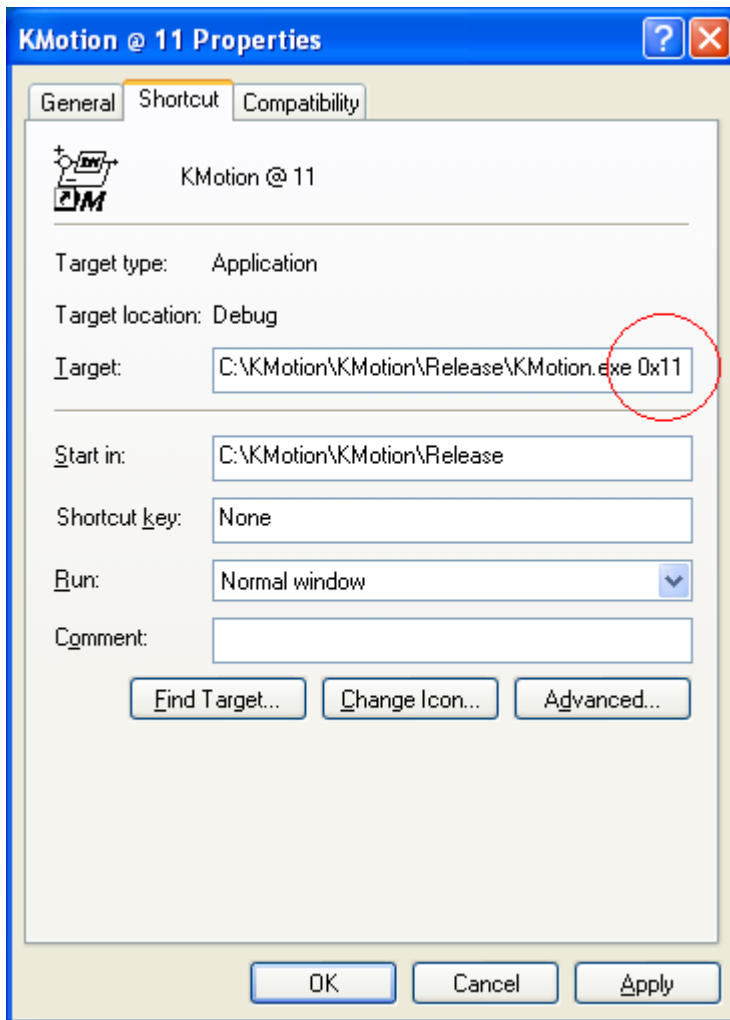 KMotion @ 11 Properties
General Shortcut Compatibility
KMotion @ 11
Target type: Application
Target location: Debug
Target: C:\KMotion\KMotion\Release\KMotion.exe 0x11
Start in: C:\KMotion\KMotion\Release
Shortcut key: None
Run: Normal window
Comment:
Find Target... Change Icon... Advanced...
OK Cancel Apply